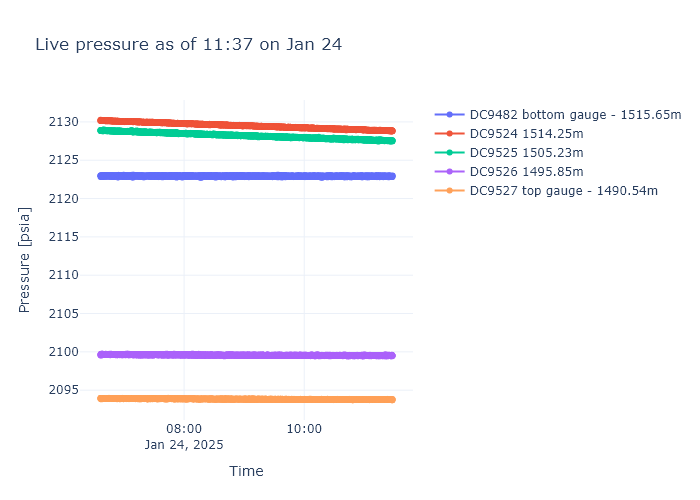 Live pressure as of 11:37 on Jan 24
DC9482 bottom gauge - 1515.65m
DC9524 1514.25m
DC9525 1505.23m
DC9526 1495.85m
DC9527 top gauge - 1490.54m
Pressure [psia]
2130
2125
2120
2115
2110
2105
2100
2095
08:00
Jan 24, 2025
10:00
Time